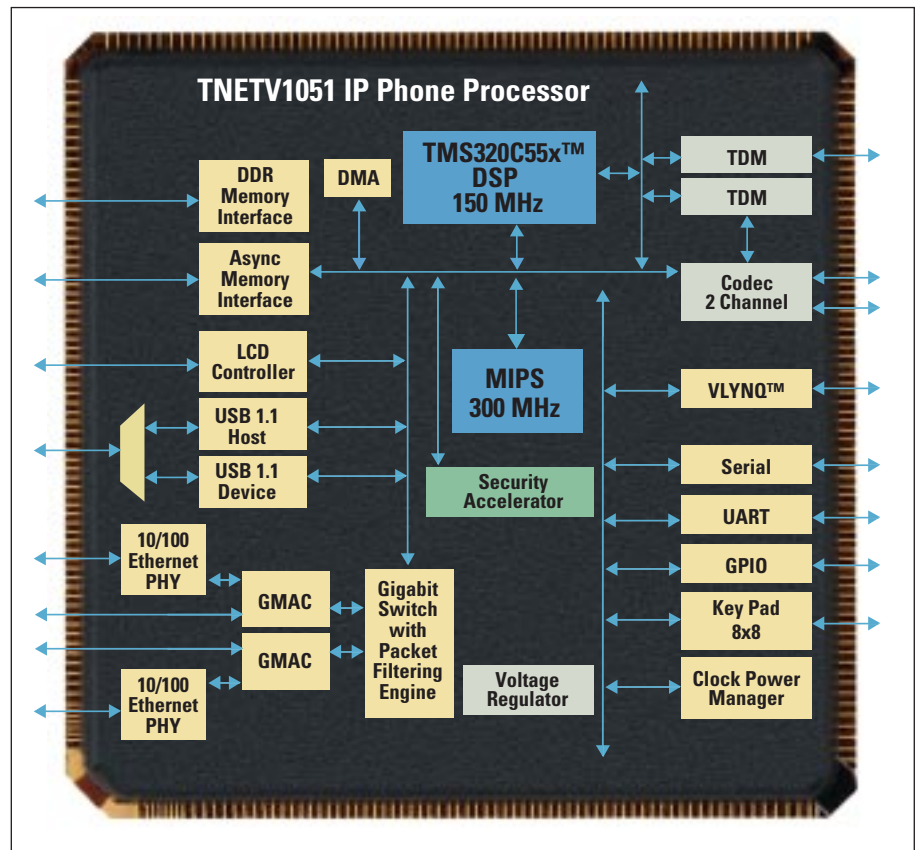 TNETV1051 IP Phone Processor
TMS320C55x™
DSP
150 MHz
DDR
Memory
Interface
DMA
TDM
TDM
Async
Memory
Interface
Codec
2 Channel
LCD
Controller
MIPS
300 MHz
VLYNQ™
USB 1.1
Host
USB 1.1
Device
Security
Accelerator
Serial
UART
10/100
Ethernet
PHY
GMAC
GMAC
Gigabit
Switch
with
Packet
Filtering
Engine
GPIO
Key Pad
8x8
10/100
Ethernet
PHY
Voltage
Regulator
Clock Power
Manager